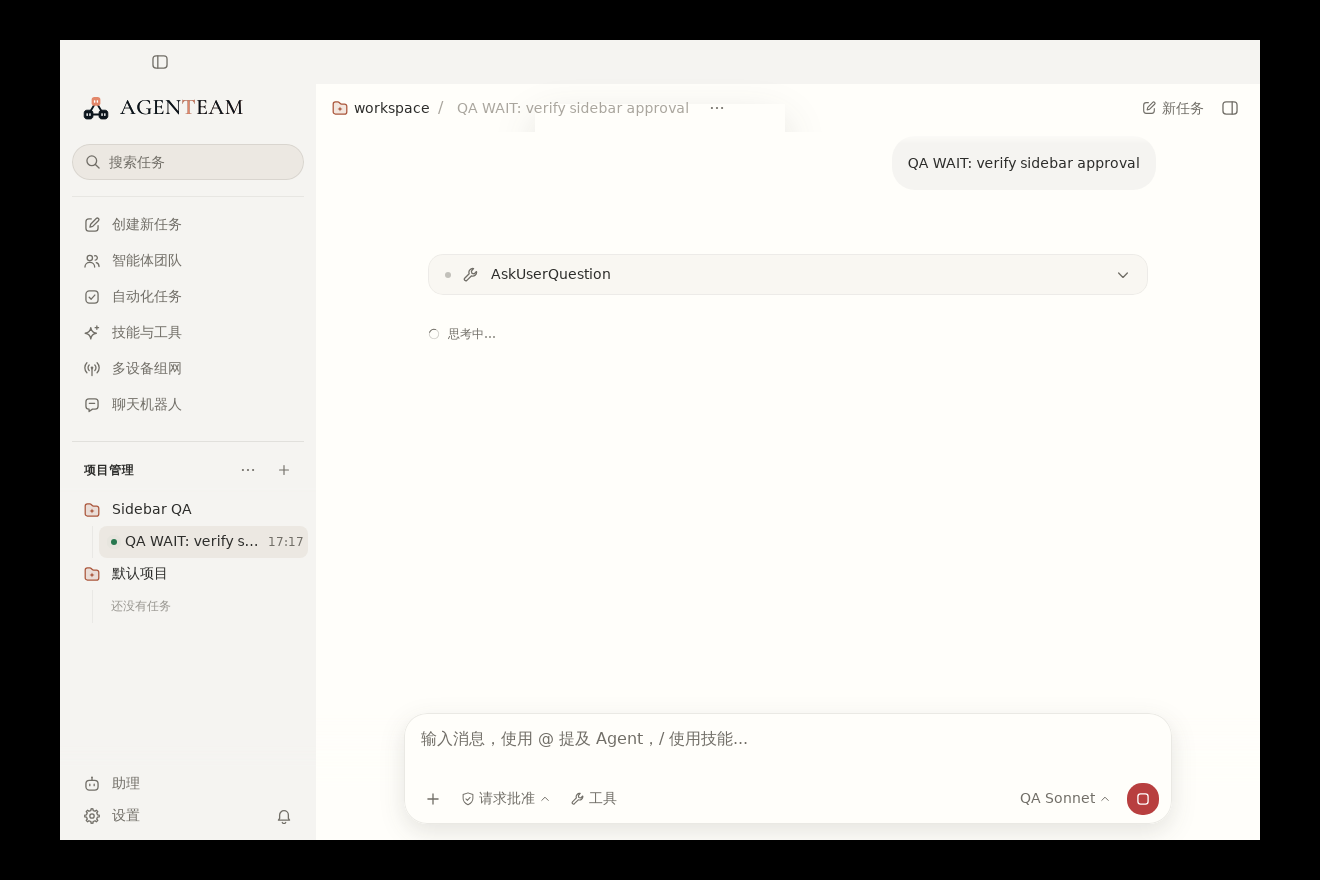 AGENTEAM
搜索任务
创建新任务
智能体团队
自动化任务
技能与工具
多设备组网
聊天机器人
项目管理
Sidebar QA
QA WAIT: verify s... 17:17
默认项目
还没有任务
助理
设置
workspace / QA WAIT: verify sidebar approval
新任务
QA WAIT: verify sidebar approval
AskUserQuestion
思考中...
输入消息，使用 @ 提及 Agent，/ 使用技能...
请求批准 工具 QA Sonnet